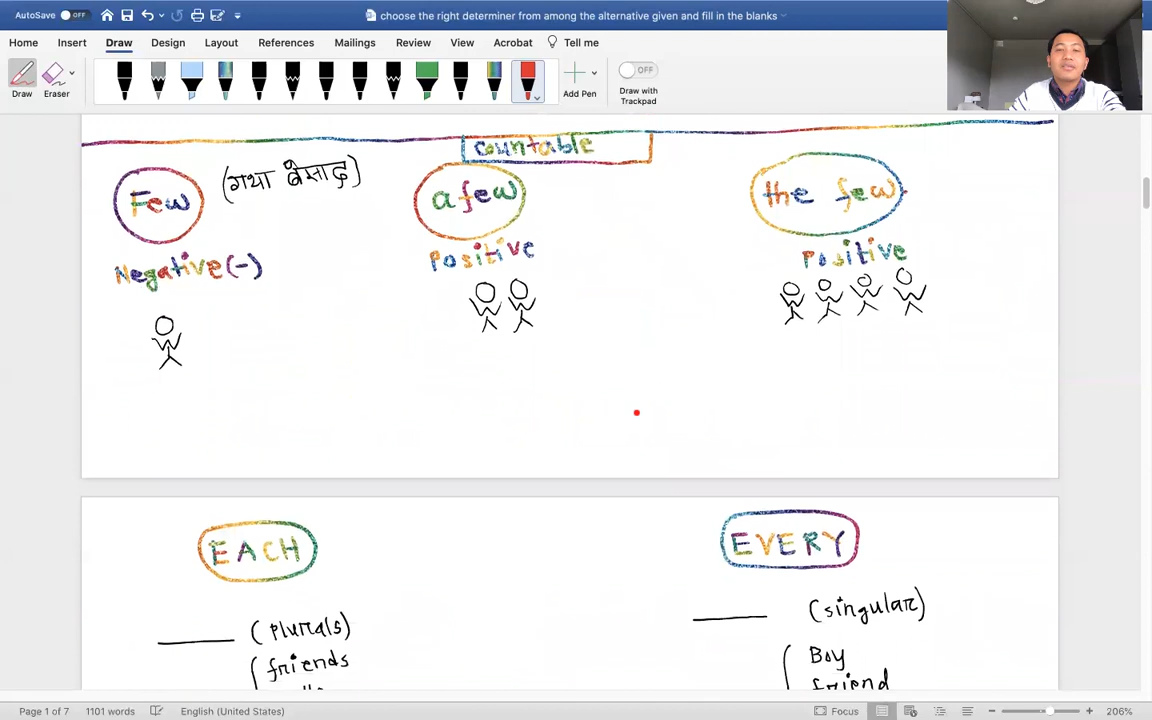 AutoSave OFF
choose the right determiner from among the alternative given and fill in the blanks
Home Insert Draw Design Layout References Mailings Review View Acrobat Tell me
Draw Eraser Add Pen Draw with Trackpad OFF
countable
Few (गथा बैसाद) a few the few
Negative(-) Positive Positive
EACH EVERY
(plurals) (singular)
friends Boy
friend
Page 1 of 7 1101 words English (United States) Focus 206%